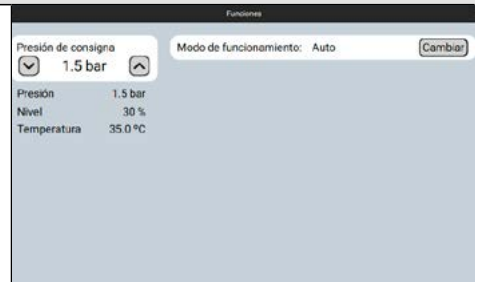 Funciones
Presión de consigna
1.5 bar
Modo de funcionamiento: Auto Cambiar
Presión 1.5 bar
Nivel 30 %
Temperatura 35.0 ºC